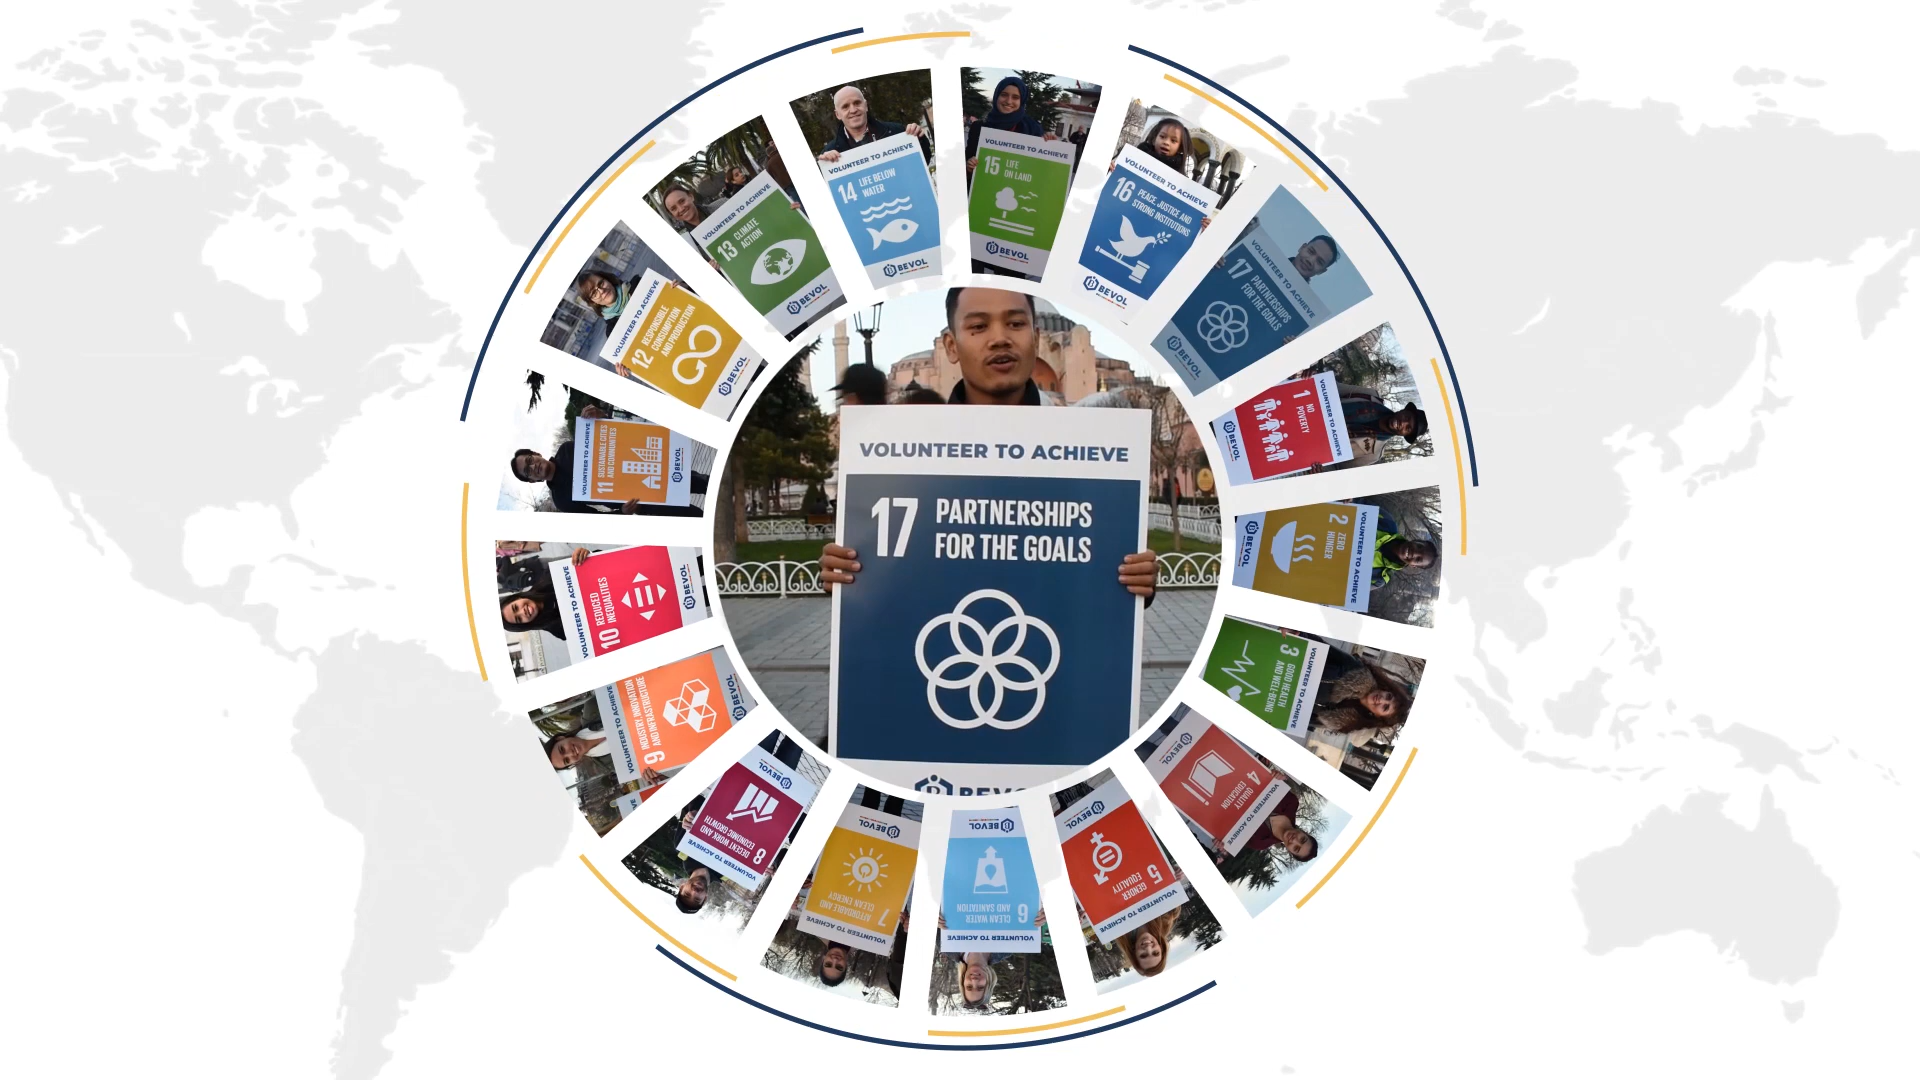 VOLUNTEER TO ACHIEVE
17 PARTNERSHIPS
FOR THE GOALS
BEVOL
VOLUNTEER TO ACHIEVE
1 NO
POVERTY
BEVOL
VOLUNTEER TO ACHIEVE
2 ZERO
HUNGER
BEVOL
VOLUNTEER TO ACHIEVE
3 GOOD HEALTH
AND WELL-BEING
VOLUNTEER TO ACHIEVE
4 QUALITY
EDUCATION
BEVOL
VOLUNTEER TO ACHIEVE
5 GENDER
EQUALITY
BEVOL
VOLUNTEER TO ACHIEVE
6 CLEAN WATER
AND SANITATION
BEVOL
VOLUNTEER TO ACHIEVE
7 AFFORDABLE AND
CLEAN ENERGY
BEVOL
VOLUNTEER TO ACHIEVE
8 DECENT WORK AND
ECONOMIC GROWTH
BEVOL
VOLUNTEER TO ACHIEVE
9 INDUSTRY, INNOVATION
AND INFRASTRUCTURE
BEVOL
VOLUNTEER TO ACHIEVE
10 REDUCED
INEQUALITIES
BEVOL
VOLUNTEER TO ACHIEVE
11 SUSTAINABLE CITIES
AND COMMUNITIES
BEVOL
VOLUNTEER TO ACHIEVE
12 RESPONSIBLE
CONSUMPTION
AND PRODUCTION
BEVOL
VOLUNTEER TO ACHIEVE
13 CLIMATE
ACTION
BEVOL
VOLUNTEER TO ACHIEVE
14 LIFE BELOW
WATER
BEVOL
VOLUNTEER TO ACHIEVE
15 LIFE
ON LAND
BEVOL
VOLUNTEER TO ACHIEVE
16 PEACE, JUSTICE AND
STRONG INSTITUTIONS
BEVOL
VOLUNTEER TO ACHIEVE
17 PARTNERSHIPS
FOR THE GOALS
BEVOL